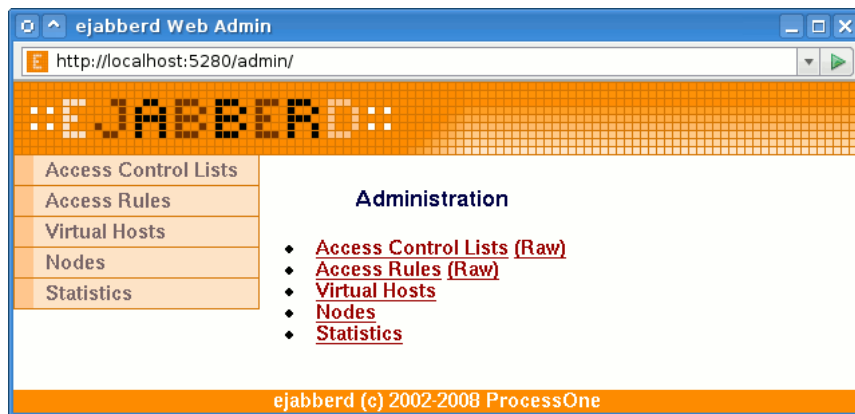 ejabberd Web Admin
http://localhost:5280/admin/
::EJABBERD::
Access Control Lists
Access Rules
Virtual Hosts
Nodes
Statistics
Administration
Access Control Lists (Raw)
Access Rules (Raw)
Virtual Hosts
Nodes
Statistics
ejabberd (c) 2002-2008 ProcessOne